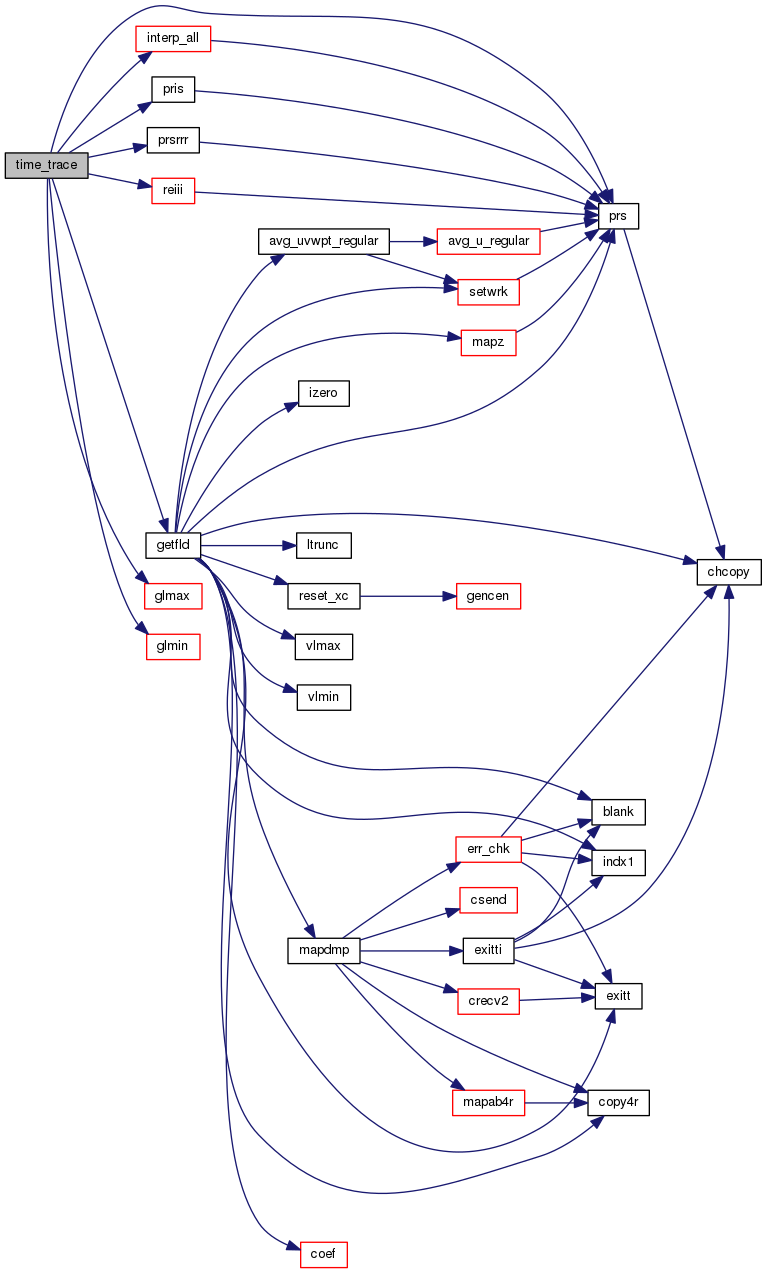 interp_all
pris
prsrrr
time_trace
reiii
prs
avg_uvwpt_regular
avg_u_regular
setwrk
mapz
izero
getfld
ltrunc
chcopy
reset_xc
gencen
glmax
vlmax
glmin
vlmin
blank
err_chk
indx1
csend
mapdmp
exitti
crecv2
exitt
mapab4r
copy4r
coef